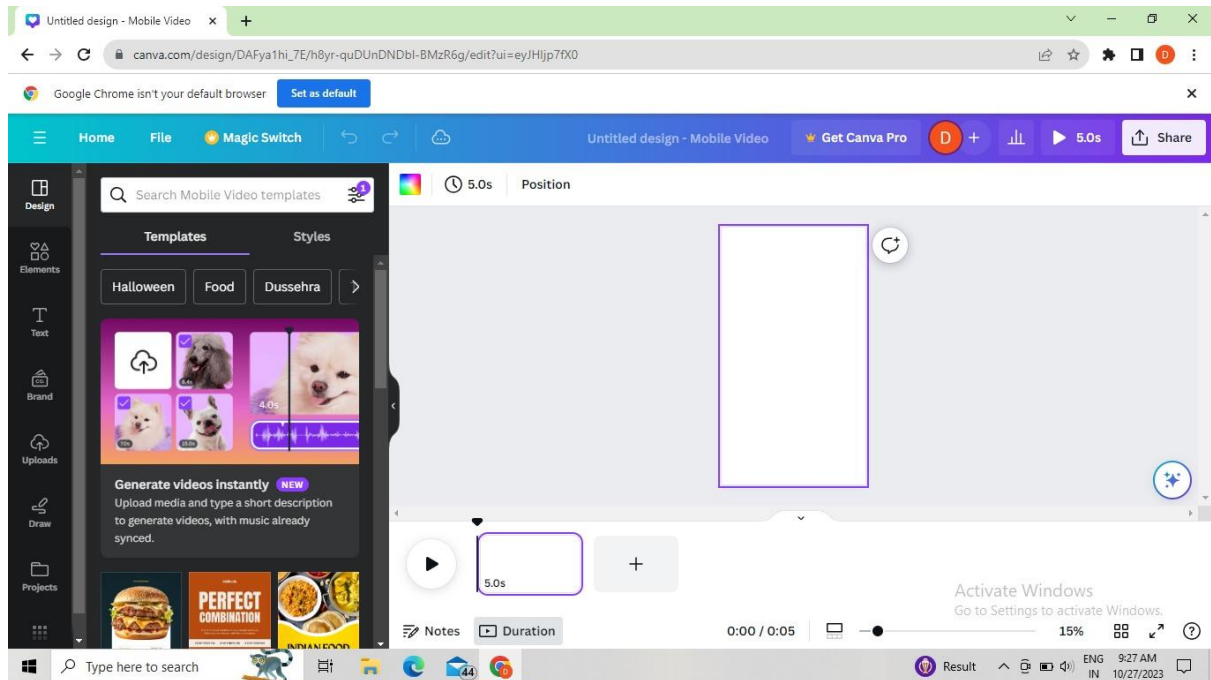 Untitled design - Mobile Video
canva.com/design/DAFya1hi_7E/h8yr-quDUnDNDbI-BMzR6g/edit?ui=eyJHIjp7fX0
D
Google Chrome isn't your default browser Set as default
Home File Magic Switch Untitled design - Mobile Video Get Canva Pro D + 5.0s Share
Design
Elements
Text
Brand
CO.
Uploads
Draw
Projects
Search Mobile Video templates 1
Templates Styles
Halloween Food Dussehra
4.0s
Generate videos instantly NEW
Upload media and type a short description
to generate videos, with music already
synced.
PERFECT
COMBINATION
INDIAN FOOD
5.0s Position
5.0s
Activate Windows
Go to Settings to activate Windows.
Notes Duration 0:00 / 0:05 15%
Type here to search 44 Result ENG 9:27 AM
IN 10/27/2023